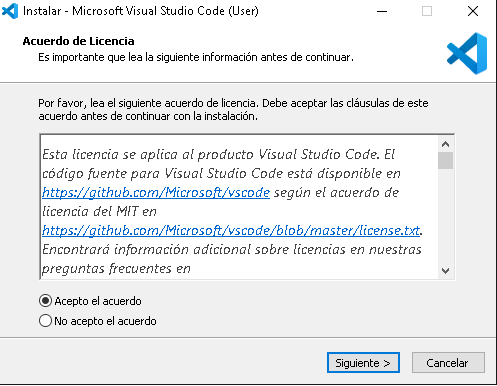 Instalar - Microsoft Visual Studio Code (User)
Acuerdo de Licencia
Es importante que lea la siguiente información antes de continuar.
Por favor, lea el siguiente acuerdo de licencia. Debe aceptar las cláusulas de este
acuerdo antes de continuar con la instalación.
Esta licencia se aplica al producto Visual Studio Code. El
código fuente para Visual Studio Code está disponible en
https://github.com/Microsoft/vscode según el acuerdo de
licencia del MIT en
https://github.com/Microsoft/vscode/blob/master/license.txt.
Encontrará información adicional sobre licencias en nuestras
preguntas frecuentes en
Acepto el acuerdo
No acepto el acuerdo
Siguiente >
Cancelar